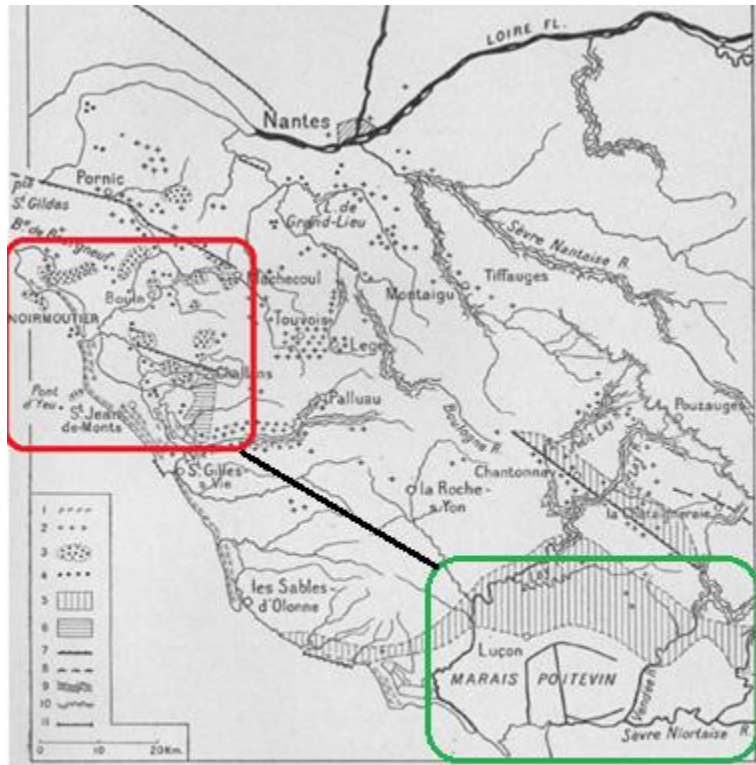 LOIRE FL.
Nantes
Pornic
pte
St Gildas
Be de Bourgneuf
L. de
Grand-Lieu
Sèvre Nantaise R.
Machecoul
Tiffauges
Montaigu
Bouin
NOIRMOUTIER
Touvois
Legé
Challans
Pont
d'Yeu
St Jean
de-Monts
Palluau
Boulogne R.
Pouzauges
Petit Lay
Lay R.
St Gilles-
s. Vie
Chantonnay
la Roche-
s. Yon
la Châtaigneraie
les Sables-
d'Olonne
Lay
Luçon
MARAIS POITEVIN
Vendée R.
Sèvre Niortaise R.
1
2
3
4
5
6
7
8
9
10
11
0 10 20 Km.